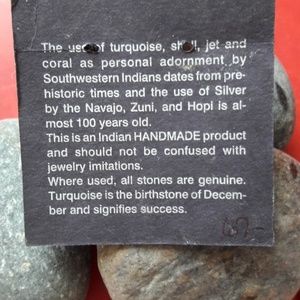 The use of turquoise, shell, jet and
coral as personal adornment by
Southwestern Indians dates from pre-
historic times and the use of Silver
by the Navajo, Zuni, and Hopi is al-
most 100 years old.
This is an Indian HANDMADE product
and should not be confused with
jewelry imitations.
Where used, all stones are genuine.
Turquoise is the birthstone of Decem-
ber and signifies success.